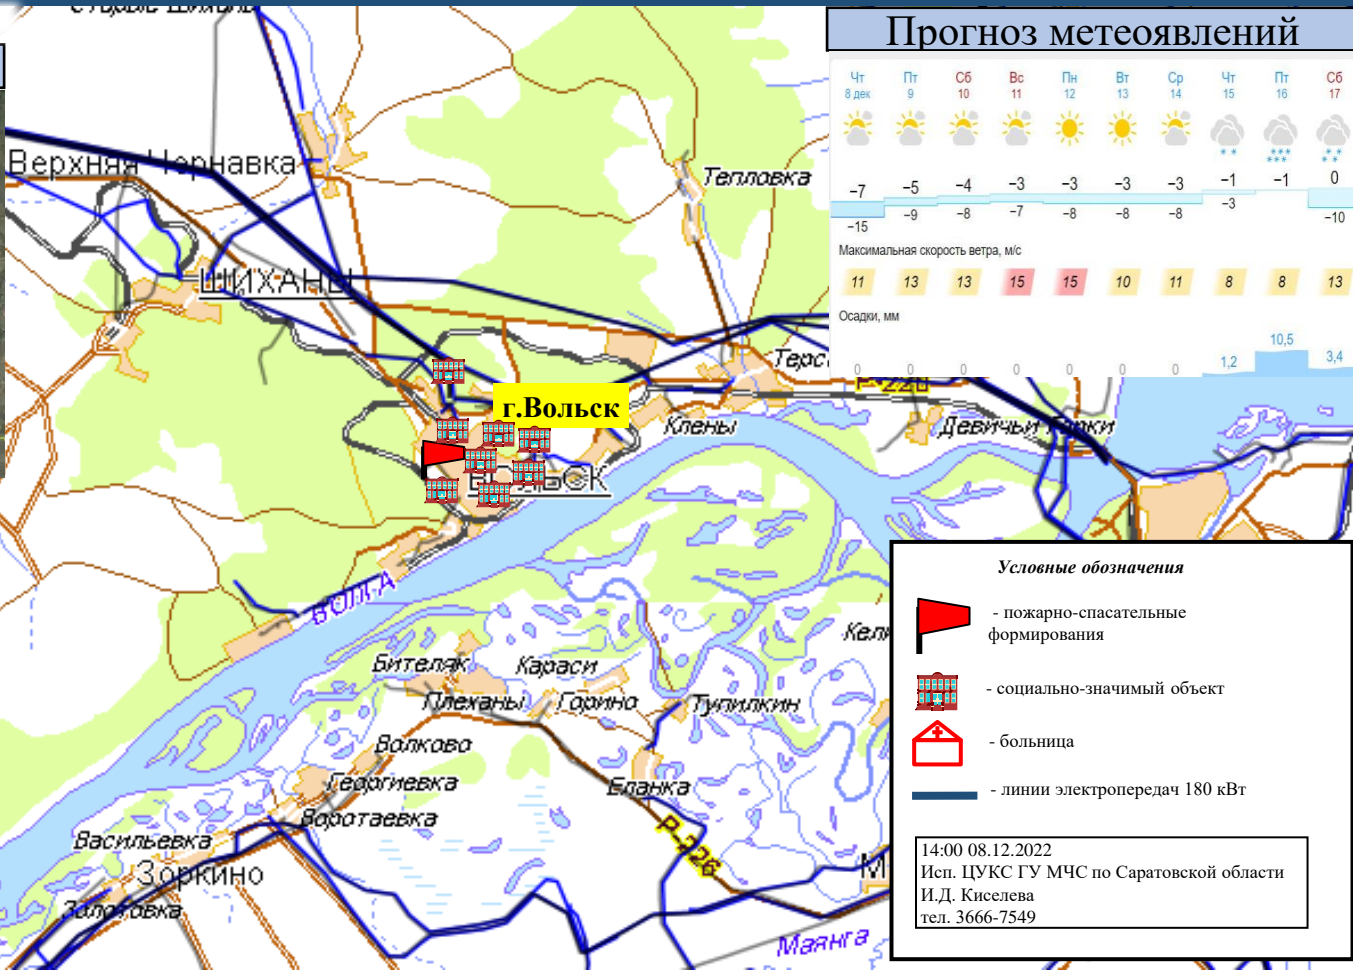 Старые Шиханы
Прогноз метеоявлений
Чт Пт Сб Вс Пн Вт Ср Чт Пт Сб
8 дек 9 10 11 12 13 14 15 16 17
−7 −5 −4 −3 −3 −3 −3 −1 −1 0
−15 −9 −8 −7 −8 −8 −8 −3 −10
Максимальная скорость ветра, м/с
11 13 13 15 15 10 11 8 8 13
Осадки, мм
0 0 0 0 0 0 0 1,2 10,5 3,4
Верхняя Чернавка
Тепловка
ШИХАНЫ
Терс
Р-226
г.Вольск
Клены
Девичьи Горки
ВОЛЬСК
ВОЛГА
Кели
Бителяк
Караси
Плеханы
Горино
Тупилкин
Волково
Георгиевка
Еланка
Воротаевка
Васильевка
Р-226
Зоркино
М
Золотовка
Маянга
Условные обозначения
- пожарно-спасательные
формирования
- социально-значимый объект
- больница
- линии электропередач 180 кВт
14:00 08.12.2022
Исп. ЦУКС ГУ МЧС по Саратовской области
И.Д. Киселева
тел. 3666-7549